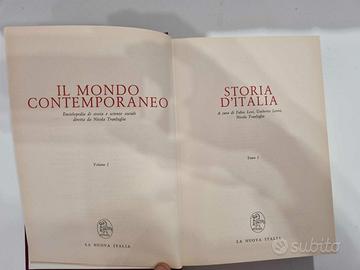 IL MONDO
CONTEMPORANEO
Enciclopedia di storia e scienze sociali
diretta da Nicola Tranfaglia
Volume I
LA NUOVA ITALIA
STORIA
D'ITALIA
A cura di Fabio Levi, Umberto Levra,
Nicola Tranfaglia
Tomo 1
LA NUOVA ITALIA
subito